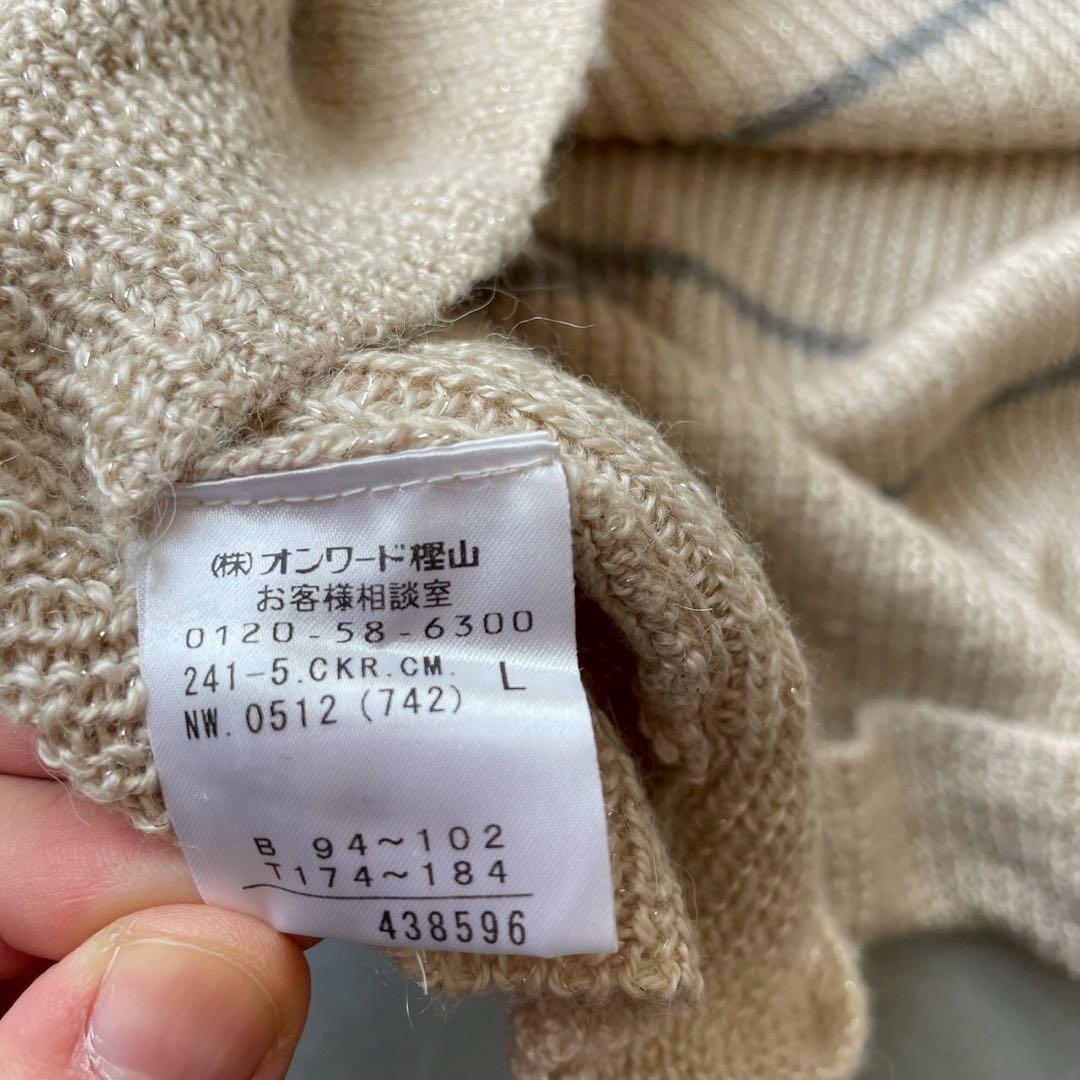 (株)オンワード樫山
お客様相談室
0120-58-6300
241-5.CKR.CM. L
NW. 0512 (742)
B 94~102
T174~184
438596